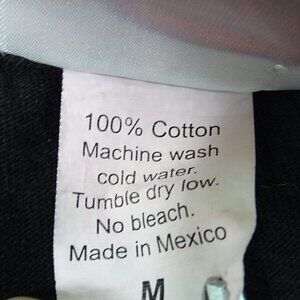 100% Cotton
Machine wash
cold water.
Tumble dry low.
No bleach.
Made in Mexico
M